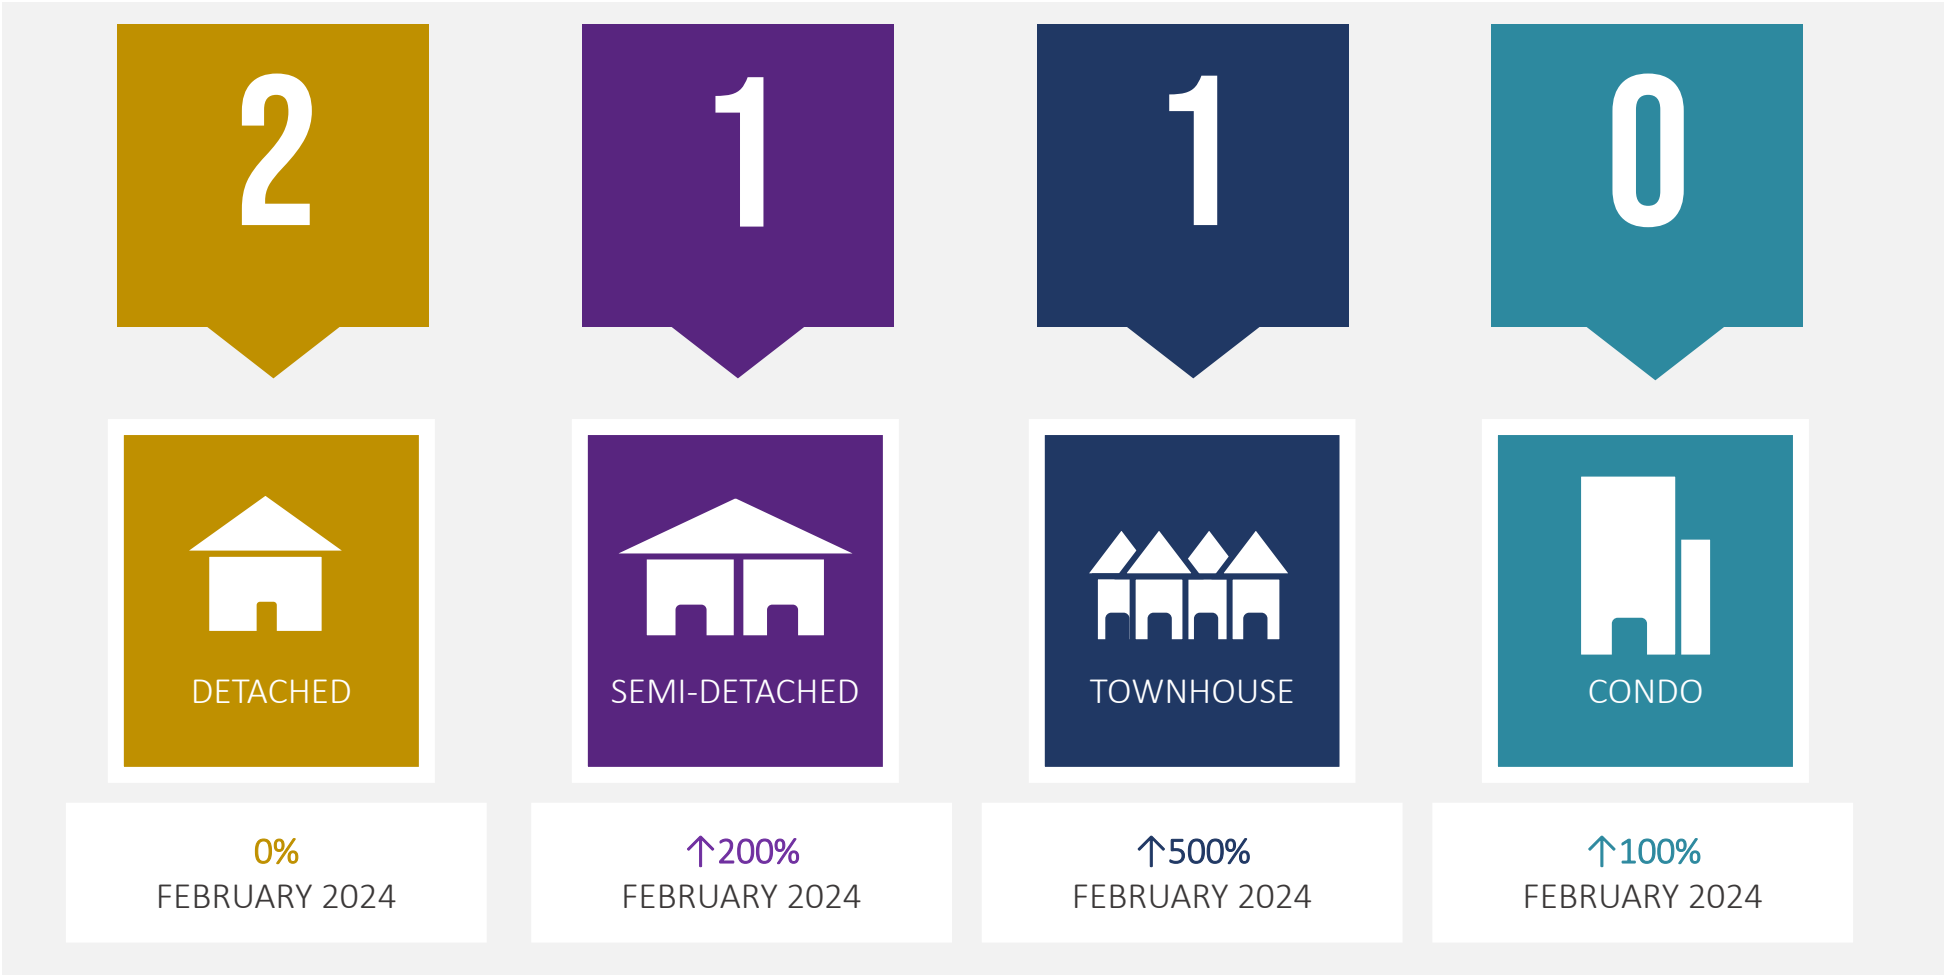 2
1
1
0
DETACHED
SEMI-DETACHED
TOWNHOUSE
CONDO
0%
FEBRUARY 2024
↑200%
FEBRUARY 2024
↑500%
FEBRUARY 2024
↑100%
FEBRUARY 2024